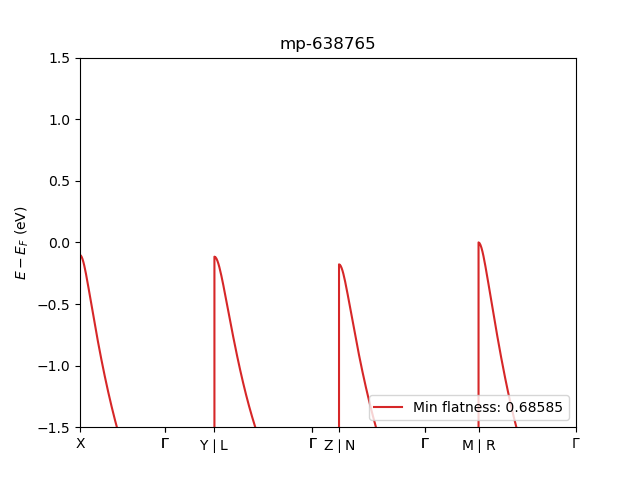 mp-638765
E − E_F (eV)
1.5
1.0
0.5
0.0
−0.5
−1.0
−1.5
X Γ Y | L Γ Z | N Γ M | R Γ
Min flatness: 0.68585